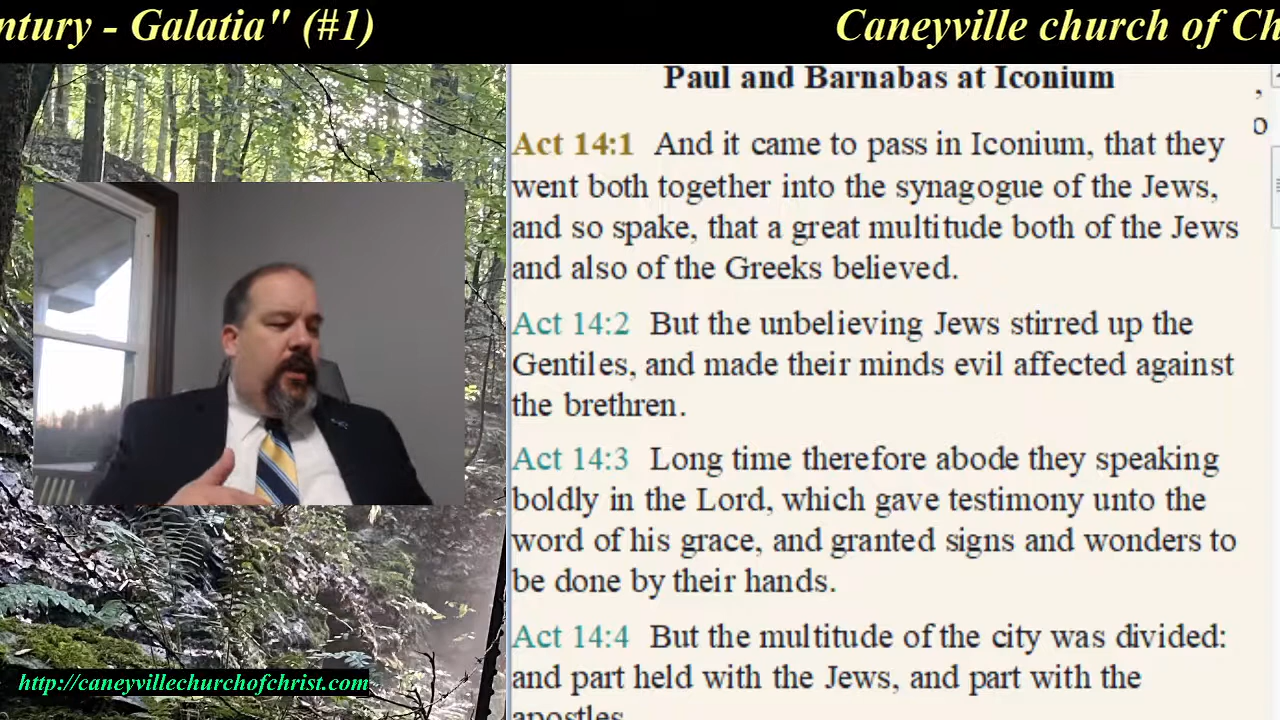 ntury - Galatia" (#1)
Caneyville church of Ch
Paul and Barnabas at Iconium
Act 14:1 And it came to pass in Iconium, that they
went both together into the synagogue of the Jews,
and so spake, that a great multitude both of the Jews
and also of the Greeks believed.
Act 14:2 But the unbelieving Jews stirred up the
Gentiles, and made their minds evil affected against
the brethren.
Act 14:3 Long time therefore abode they speaking
boldly in the Lord, which gave testimony unto the
word of his grace, and granted signs and wonders to
be done by their hands.
Act 14:4 But the multitude of the city was divided:
and part held with the Jews, and part with the
apostles.
http://caneyvillechurchofchrist.com